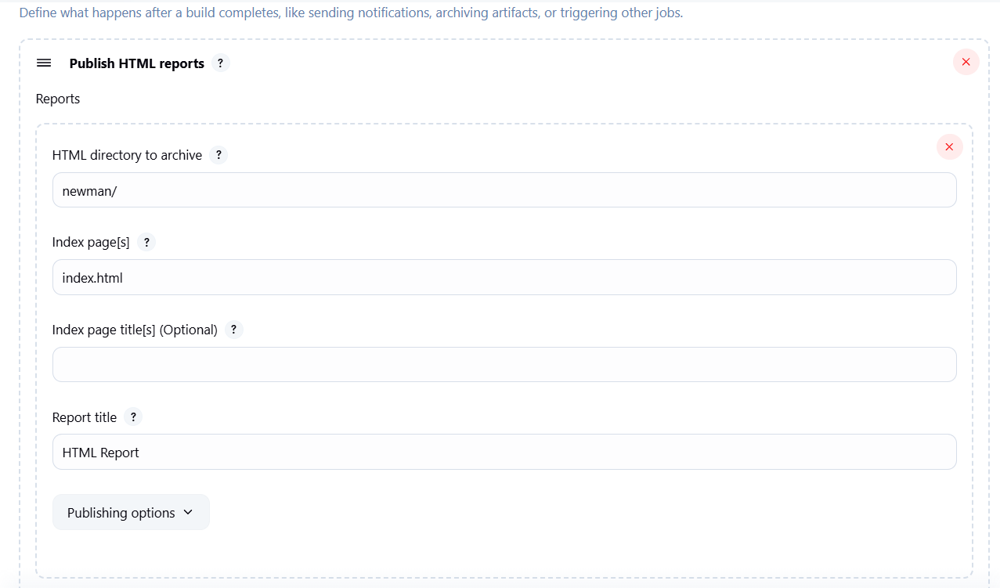 Define what happens after a build completes, like sending notifications, archiving artifacts, or triggering other jobs.
Publish HTML reports ?
Reports
HTML directory to archive ?
newman/
Index page[s] ?
index.html
Index page title[s] (Optional) ?
Report title ?
HTML Report
Publishing options